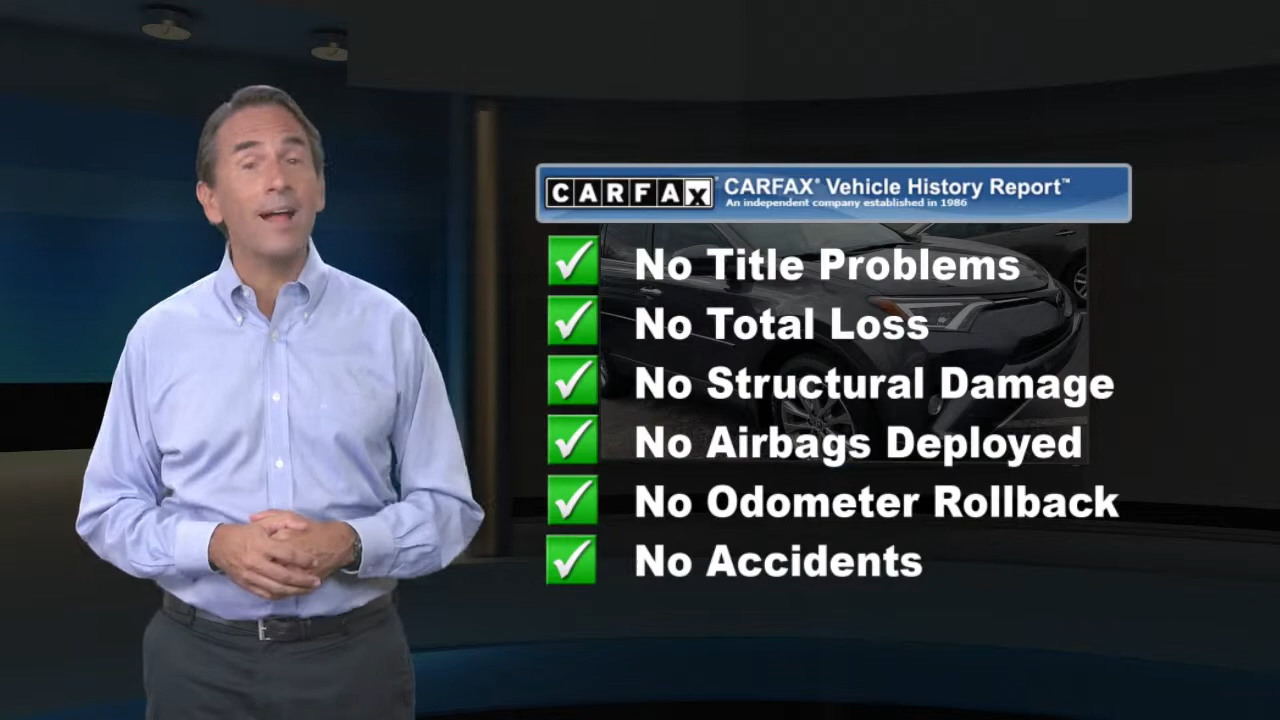 CARFAX CARFAX® Vehicle History Report™
An independent company established in 1986
No Title Problems
No Total Loss
No Structural Damage
No Airbags Deployed
No Odometer Rollback
No Accidents